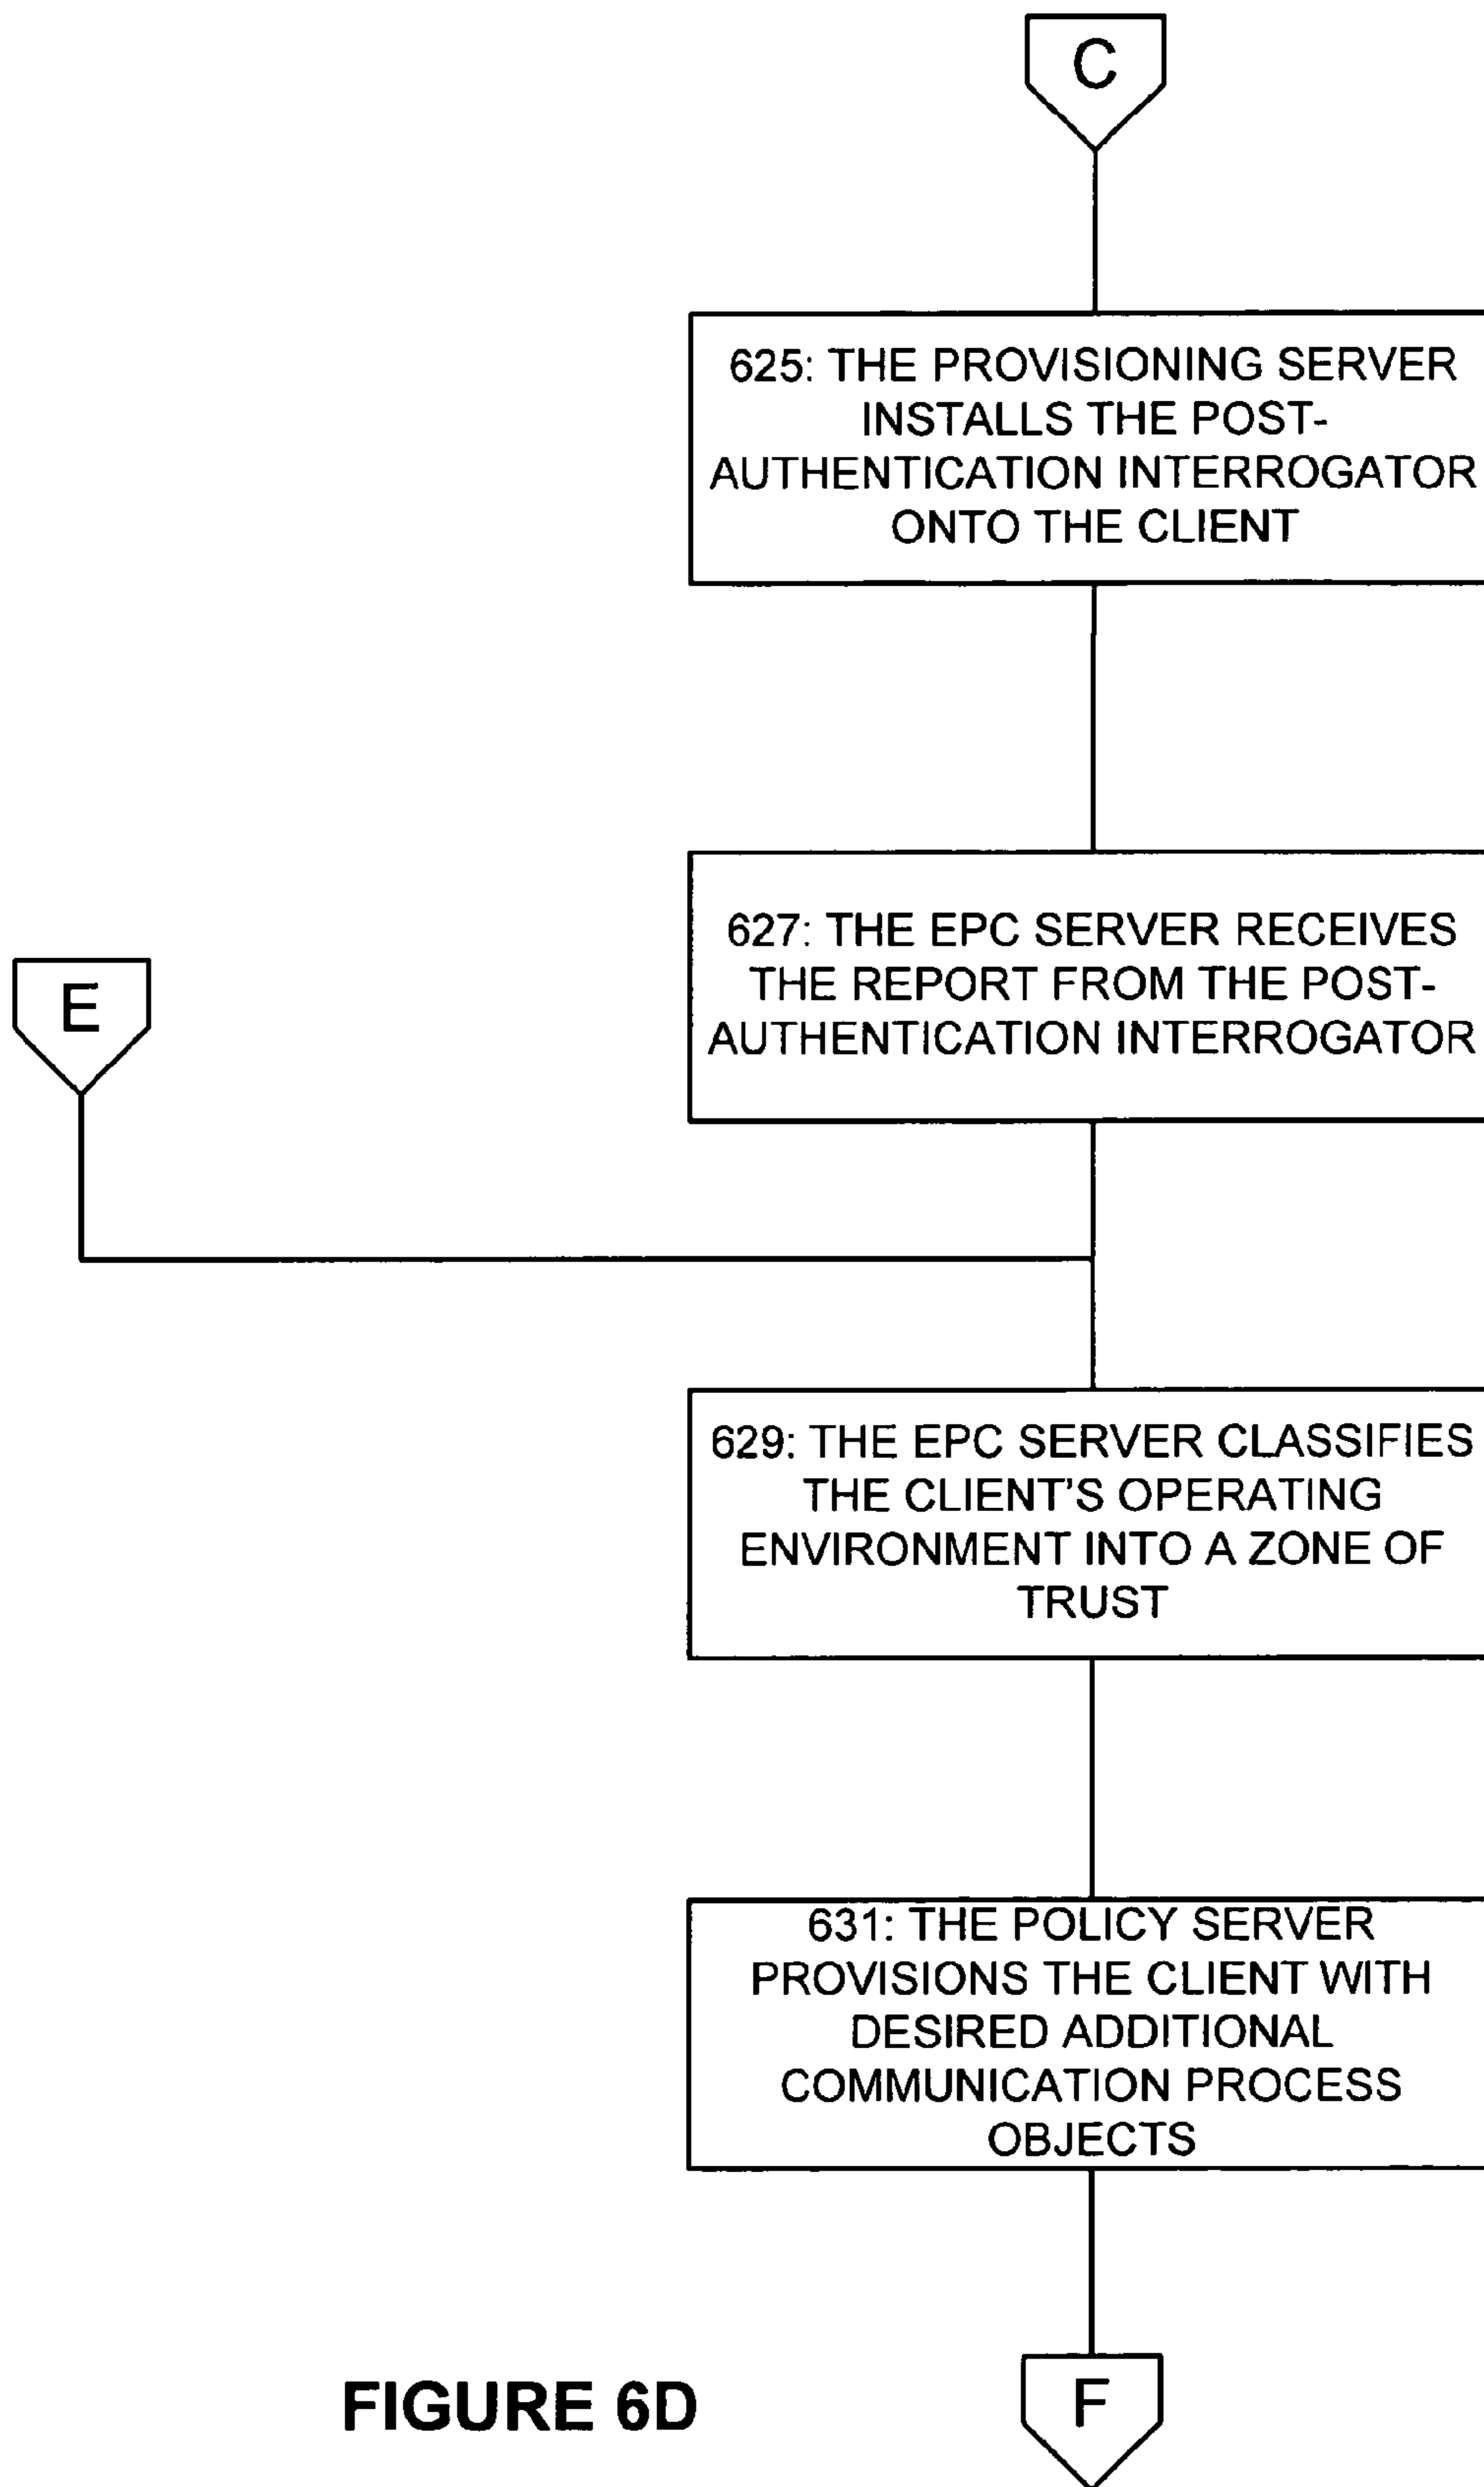 C
625: THE PROVISIONING SERVER
INSTALLS THE POST-
AUTHENTICATION INTERROGATOR
ONTO THE CLIENT
627: THE EPC SERVER RECEIVES
THE REPORT FROM THE POST-
AUTHENTICATION INTERROGATOR
E
629: THE EPC SERVER CLASSIFIES
THE CLIENT'S OPERATING
ENVIRONMENT INTO A ZONE OF
TRUST
631: THE POLICY SERVER
PROVISIONS THE CLIENT WITH
DESIRED ADDITIONAL
COMMUNICATION PROCESS
OBJECTS
F
FIGURE 6D